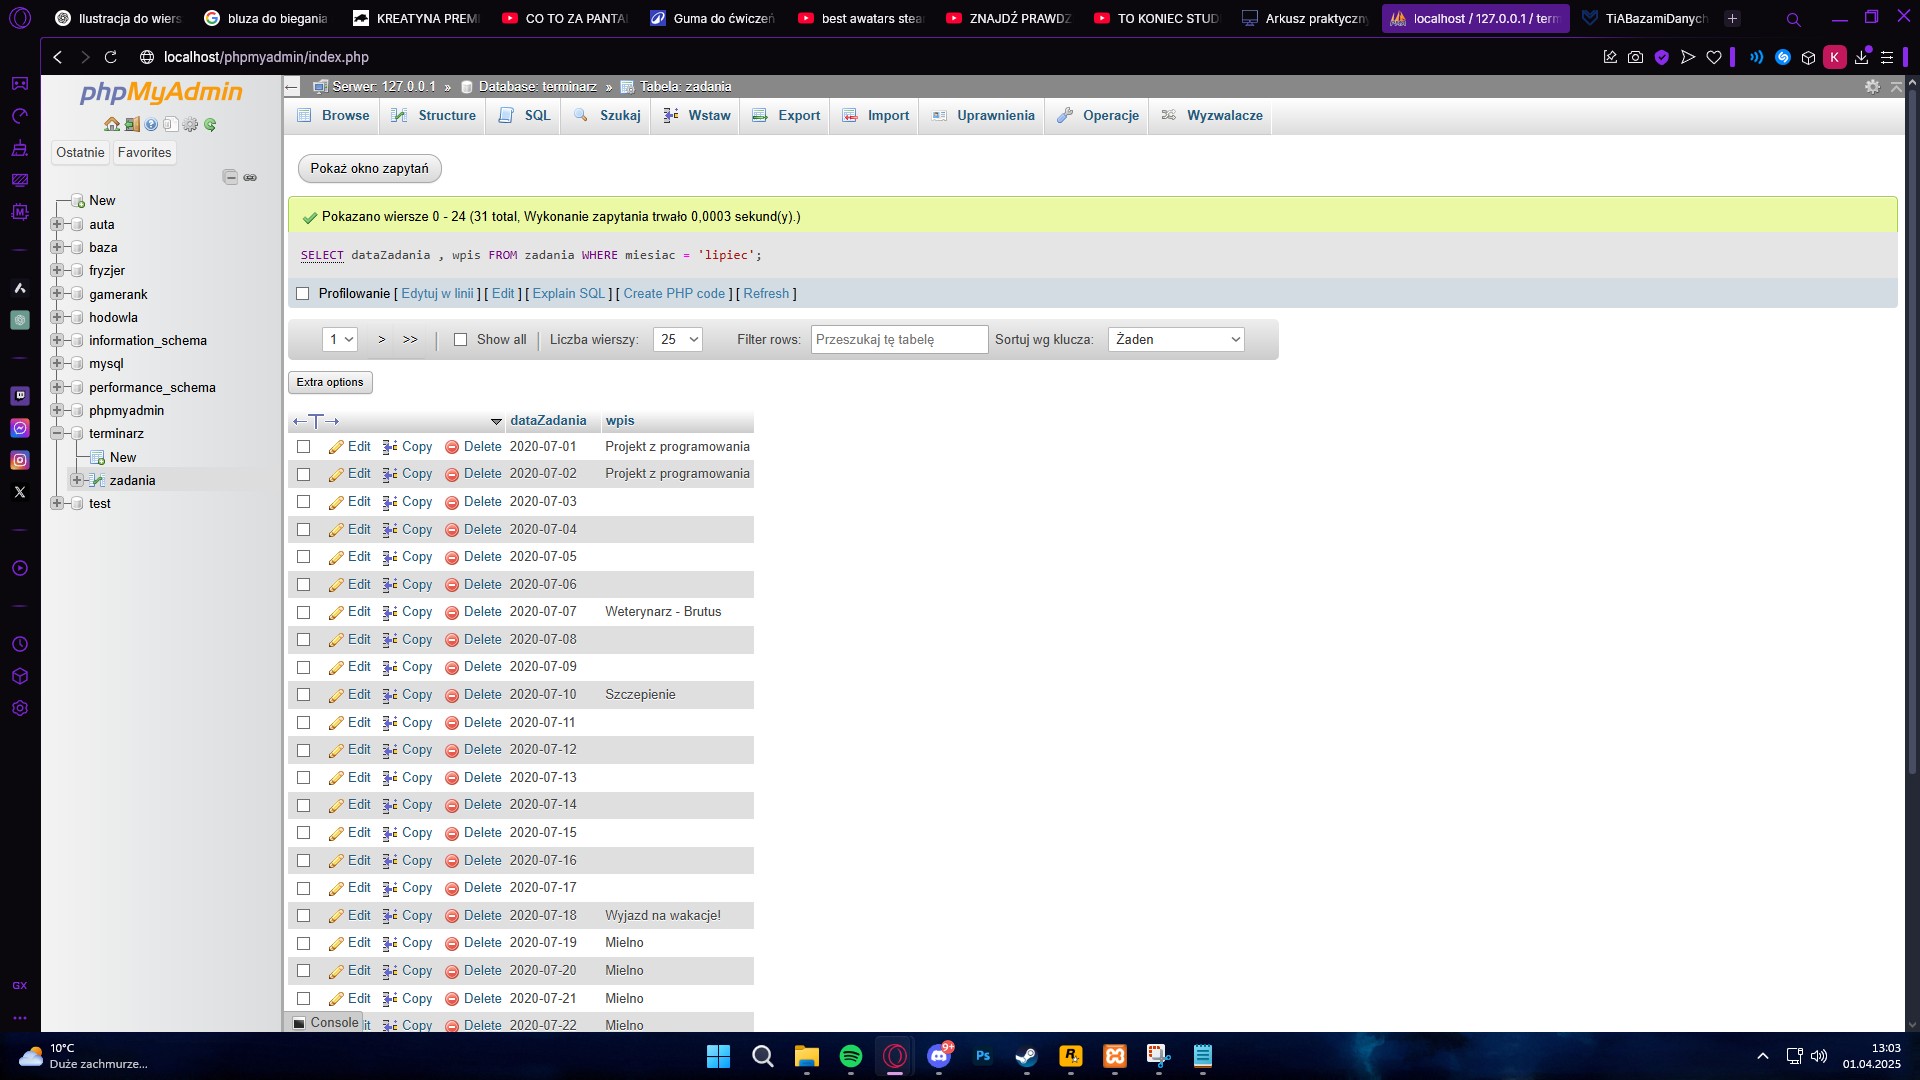 Ilustracja do wiers
bluza do biegania
KREATYNA PREMI
CO TO ZA PANTAL
Guma do ćwiczeń
best awatars stear
ZNAJDŹ PRAWDZ
TO KONIEC STUD
Arkusz praktyczny
localhost / 127.0.0.1 / term
TiABazamiDanych
localhost/phpmyadmin/index.php
K
phpMyAdmin
Ostatnie
Favorites
New
auta
baza
fryzjer
gamerank
hodowla
information_schema
mysql
performance_schema
phpmyadmin
terminarz
New
zadania
test
GX
Serwer: 127.0.0.1 » Database: terminarz » Tabela: zadania
Browse Structure SQL Szukaj Wstaw Export Import Uprawnienia Operacje Wyzwalacze
Pokaż okno zapytań
Pokazano wiersze 0 - 24 (31 total, Wykonanie zapytania trwało 0,0003 sekund(y).)
SELECT dataZadania , wpis FROM zadania WHERE miesiac = 'lipiec';
Profilowanie [ Edytuj w linii ] [ Edit ] [ Explain SQL ] [ Create PHP code ] [ Refresh ]
1 > >> | Show all | Liczba wierszy: 25 Filter rows: Przeszukaj tę tabelę Sortuj wg klucza: Żaden
Extra options
←T→ dataZadania wpis
Edit Copy Delete 2020-07-01 Projekt z programowania
Edit Copy Delete 2020-07-02 Projekt z programowania
Edit Copy Delete 2020-07-03
Edit Copy Delete 2020-07-04
Edit Copy Delete 2020-07-05
Edit Copy Delete 2020-07-06
Edit Copy Delete 2020-07-07 Weterynarz - Brutus
Edit Copy Delete 2020-07-08
Edit Copy Delete 2020-07-09
Edit Copy Delete 2020-07-10 Szczepienie
Edit Copy Delete 2020-07-11
Edit Copy Delete 2020-07-12
Edit Copy Delete 2020-07-13
Edit Copy Delete 2020-07-14
Edit Copy Delete 2020-07-15
Edit Copy Delete 2020-07-16
Edit Copy Delete 2020-07-17
Edit Copy Delete 2020-07-18 Wyjazd na wakacje!
Edit Copy Delete 2020-07-19 Mielno
Edit Copy Delete 2020-07-20 Mielno
Edit Copy Delete 2020-07-21 Mielno
Console it Copy Delete 2020-07-22 Mielno
10°C
Duże zachmurze...
9+
Ps
R
13:03
01.04.2025